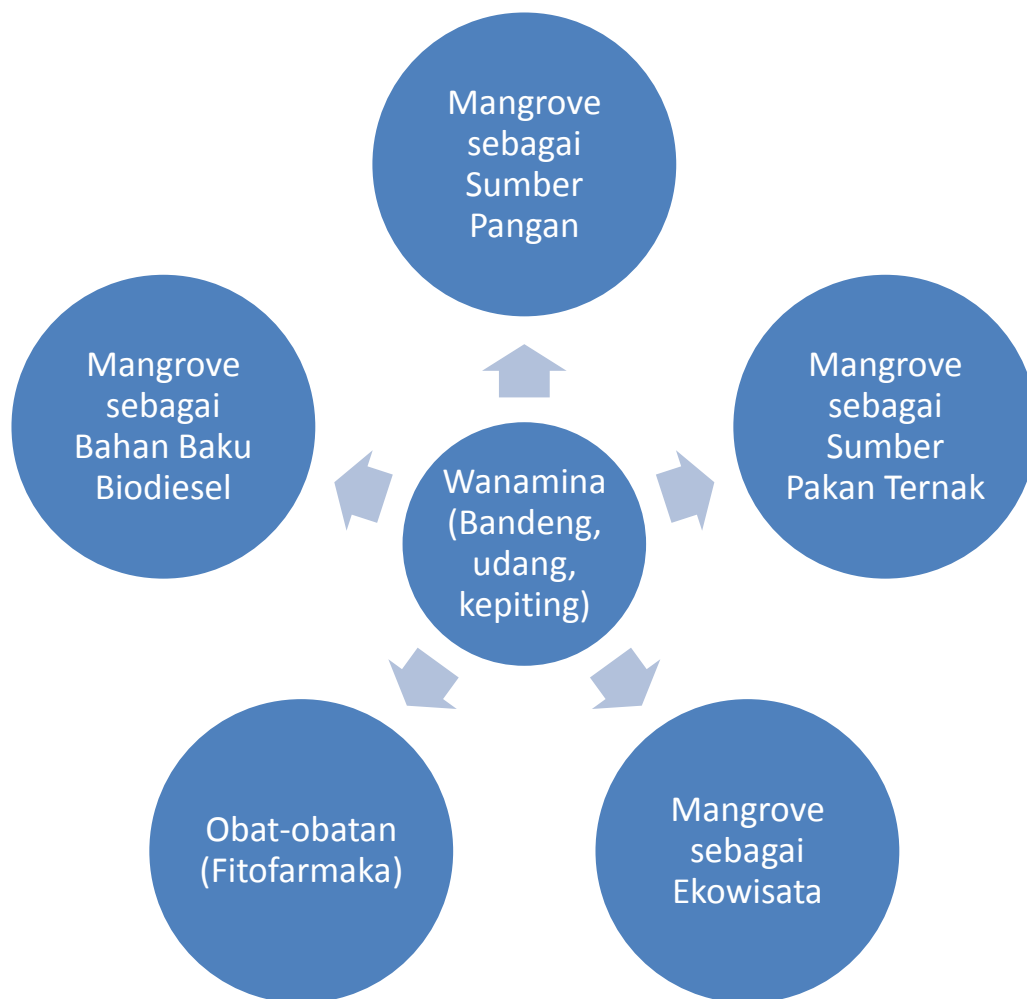 Mangrove
sebagai
Sumber
Pangan
Mangrove
sebagai
Bahan Baku
Biodiesel
Mangrove
sebagai
Sumber
Pakan Ternak
Wanamina
(Bandeng,
udang,
kepiting)
Obat-obatan
(Fitofarmaka)
Mangrove
sebagai
Ekowisata